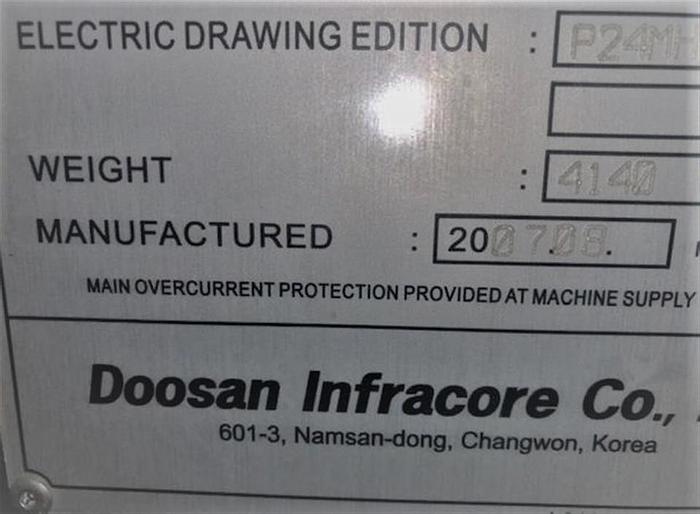 ELECTRIC DRAWING EDITION : P24MH
WEIGHT : 4140
MANUFACTURED : 2007.08.
MAIN OVERCURRENT PROTECTION PROVIDED AT MACHINE SUPPLY
Doosan Infracore Co.,
601-3, Namsan-dong, Changwon, Korea